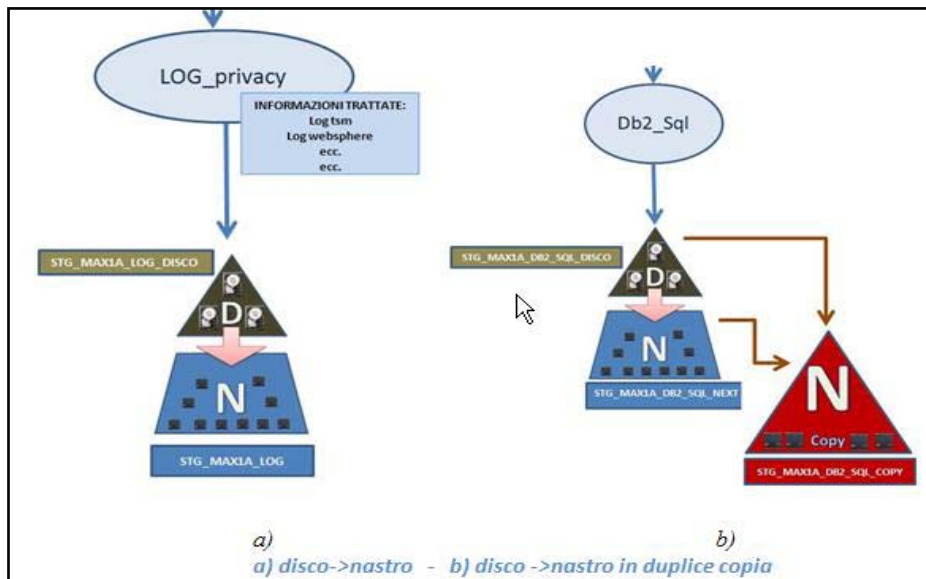 LOG_privacy
INFORMAZIONI TRATTATE:
Log tsm
Log websphere
ecc.
ecc.
STG_MAX1A_LOG_DISCO
D
N
STG_MAX1A_LOG
Db2_Sql
STG_MAX1A_DB2_SQL_DISCO
D
N
STG_MAX1A_DB2_SQL_NEXT
N
Copy
STG_MAX1A_DB2_SQL_COPY
a)
b)
a) disco->nastro - b) disco ->nastro in duplice copia